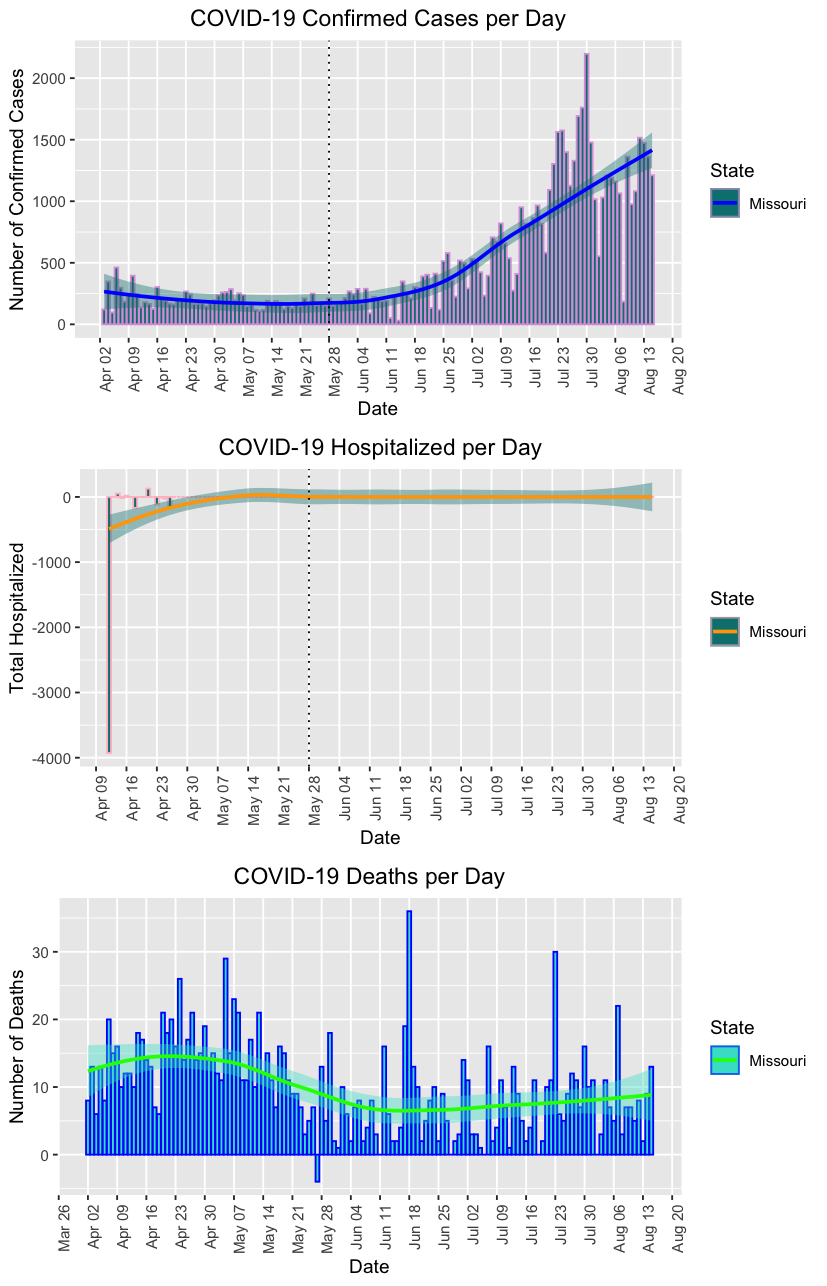 COVID-19 Confirmed Cases per Day
Number of Confirmed Cases
2000
1500
1000
500
0
Apr 02
Apr 09
Apr 16
Apr 23
Apr 30
May 07
May 14
May 21
May 28
Jun 04
Jun 11
Jun 18
Jun 25
Jul 02
Jul 09
Jul 16
Jul 23
Jul 30
Aug 06
Aug 13
Aug 20
Date
State
Missouri
COVID-19 Hospitalized per Day
Total Hospitalized
0
-1000
-2000
-3000
-4000
Apr 09
Apr 16
Apr 23
Apr 30
May 07
May 14
May 21
May 28
Jun 04
Jun 11
Jun 18
Jun 25
Jul 02
Jul 09
Jul 16
Jul 23
Jul 30
Aug 06
Aug 13
Aug 20
Date
State
Missouri
COVID-19 Deaths per Day
Number of Deaths
30
20
10
0
Mar 26
Apr 02
Apr 09
Apr 16
Apr 23
Apr 30
May 07
May 14
May 21
May 28
Jun 04
Jun 11
Jun 18
Jun 25
Jul 02
Jul 09
Jul 16
Jul 23
Jul 30
Aug 06
Aug 13
Aug 20
Date
State
Missouri